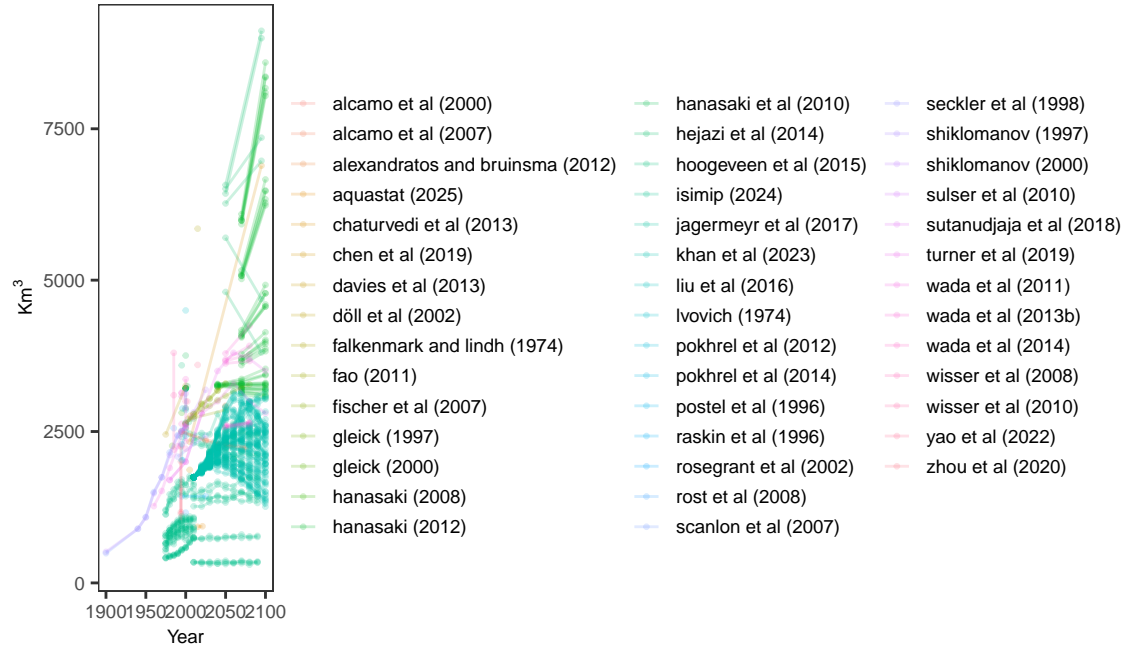 7500
5000
2500
0
Km3
1900 1950 2000 2050 2100
Year
alcamo et al (2000)
alcamo et al (2007)
alexandratos and bruinsma (2012)
aquastat (2025)
chaturvedi et al (2013)
chen et al (2019)
davies et al (2013)
döll et al (2002)
falkenmark and lindh (1974)
fao (2011)
fischer et al (2007)
gleick (1997)
gleick (2000)
hanasaki (2008)
hanasaki (2012)
hanasaki et al (2010)
hejazi et al (2014)
hoogeveen et al (2015)
isimip (2024)
jagermeyr et al (2017)
khan et al (2023)
liu et al (2016)
lvovich (1974)
pokhrel et al (2012)
pokhrel et al (2014)
postel et al (1996)
raskin et al (1996)
rosegrant et al (2002)
rost et al (2008)
scanlon et al (2007)
seckler et al (1998)
shiklomanov (1997)
shiklomanov (2000)
sulser et al (2010)
sutanudjaja et al (2018)
turner et al (2019)
wada et al (2011)
wada et al (2013b)
wada et al (2014)
wisser et al (2008)
wisser et al (2010)
yao et al (2022)
zhou et al (2020)